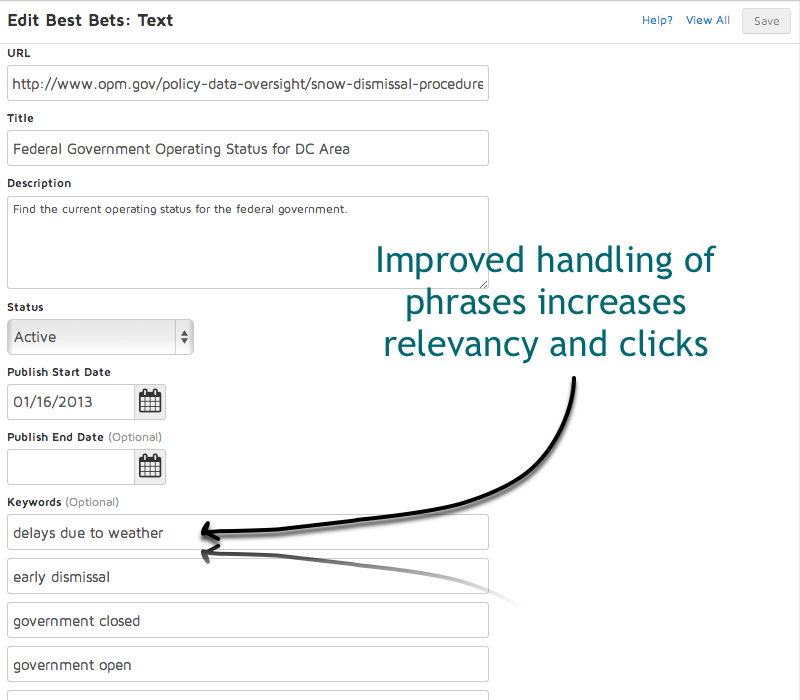 Edit Best Bets: Text
Help? View All Save
URL
http://www.opm.gov/policy-data-oversight/snow-dismissal-procedure
Title
Federal Government Operating Status for DC Area
Description
Find the current operating status for the federal government.
Improved handling of
phrases increases
relevancy and clicks
Status
Active
Publish Start Date
01/16/2013
Publish End Date (Optional)
Keywords (Optional)
delays due to weather
early dismissal
government closed
government open